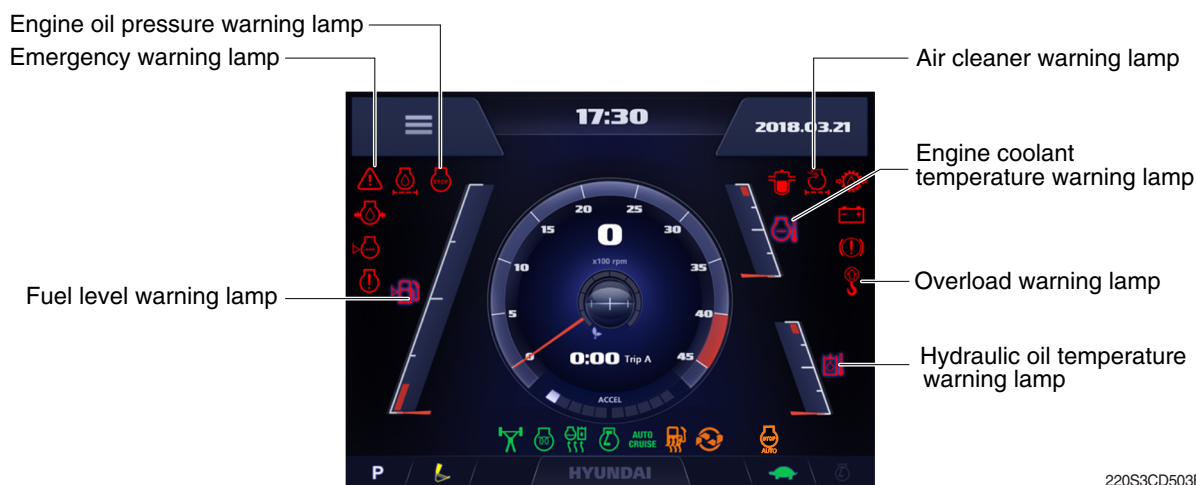 Engine oil pressure warning lamp
Emergency warning lamp
Air cleaner warning lamp
Engine coolant
temperature warning lamp
Overload warning lamp
Hydraulic oil temperature
warning lamp
Fuel level warning lamp
17:30
2018.03.21
STOP
0
x100 rpm
0
5
10
15
20
25
30
35
40
45
0:00 Trip A
ACCEL
AUTO
CRUISE
STOP
AUTO
P
HYUNDAI